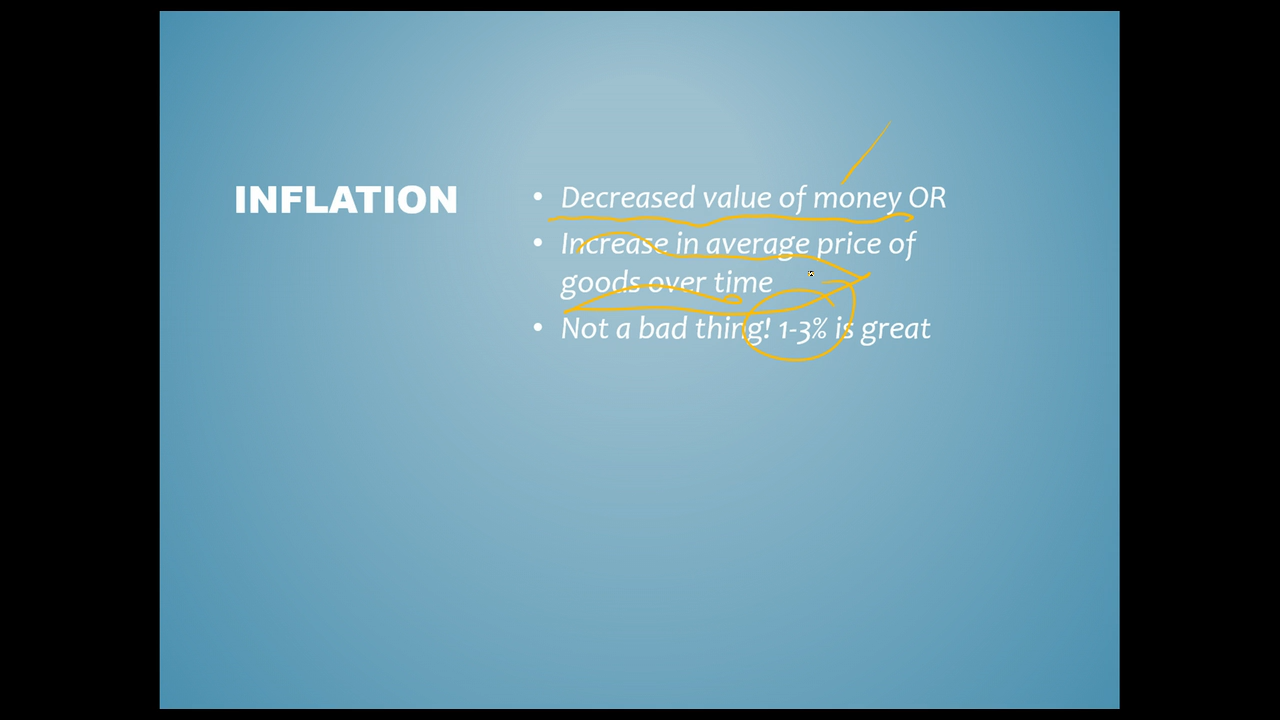 INFLATION
• Decreased value of money OR
• Increase in average price of
goods over time
• Not a bad thing! 1-3% is great